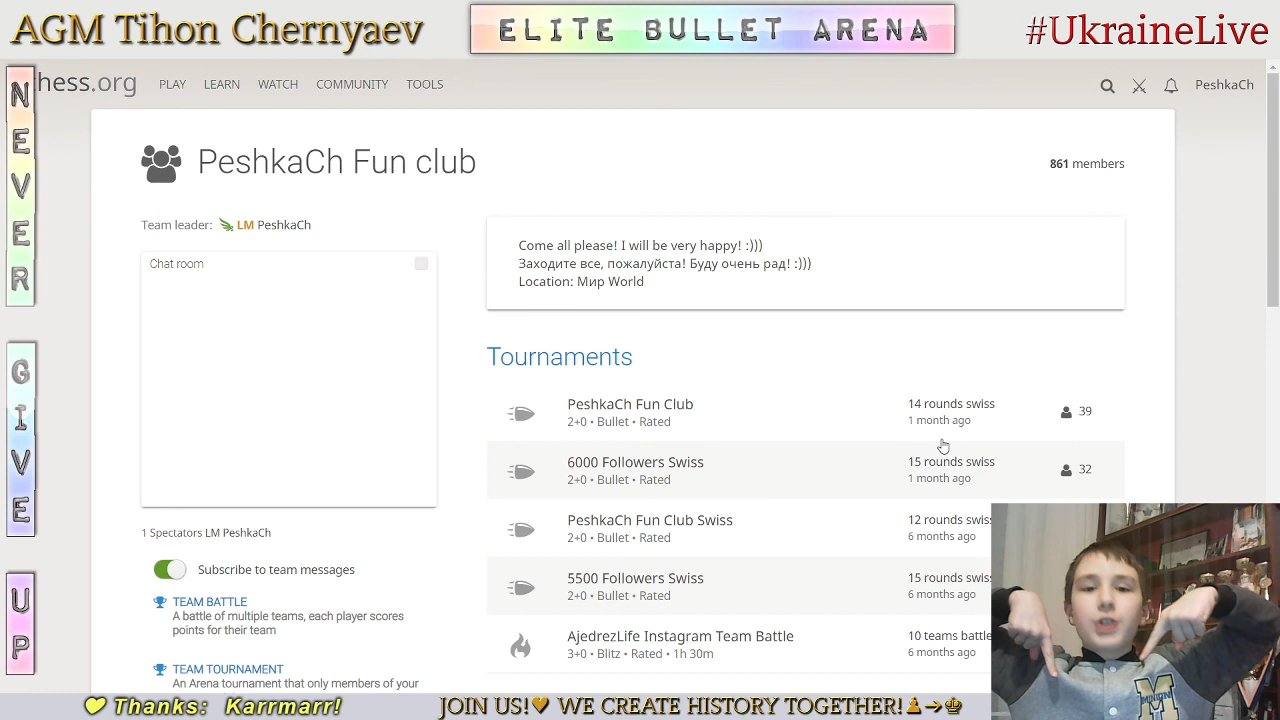 AGM Tihon Chernyaev
ELITE BULLET ARENA
#UkraineLive
NEVER
GIVE
UP
hess.org
PLAY LEARN WATCH COMMUNITY TOOLS
PeshkaCh
PeshkaCh Fun club
861 members
Team leader: LM PeshkaCh
Chat room
Come all please! I will be very happy! :)))
Заходите все, пожалуйста! Буду очень рад! :)))
Location: Мир World
Tournaments
PeshkaCh Fun Club 14 rounds swiss 39
2+0 • Bullet • Rated 1 month ago
6000 Followers Swiss 15 rounds swiss 32
2+0 • Bullet • Rated 1 month ago
PeshkaCh Fun Club Swiss 12 rounds swiss
2+0 • Bullet • Rated 6 months ago
5500 Followers Swiss 15 rounds swiss
2+0 • Bullet • Rated 6 months ago
AjedrezLife Instagram Team Battle 10 teams battle
3+0 • Blitz • Rated • 1h 30m 6 months ago
1 Spectators LM PeshkaCh
Subscribe to team messages
TEAM BATTLE
A battle of multiple teams, each player scores
points for their team
TEAM TOURNAMENT
An Arena tournament that only members of your
💛 Thanks: Karrmarr!
JOIN US!🧡 WE CREATE HISTORY TOGETHER!♟→♚